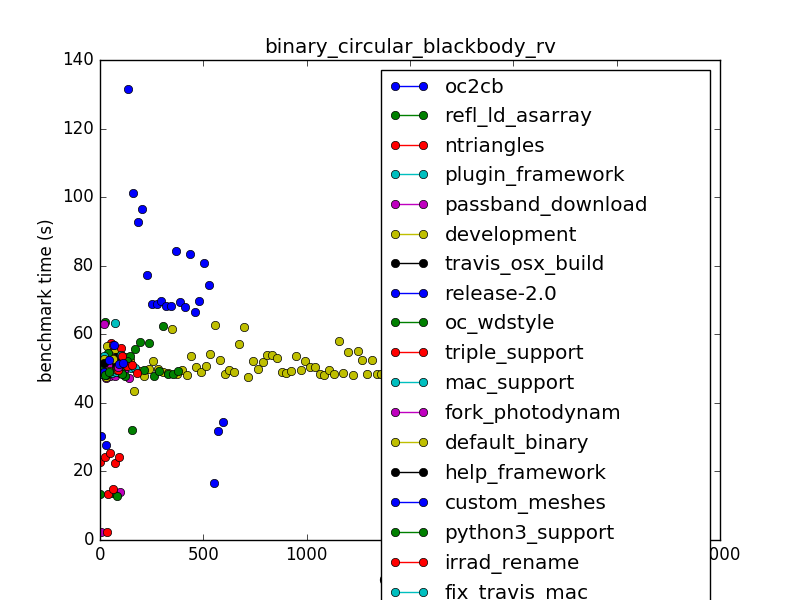 binary_circular_blackbody_rv
benchmark time (s)
140
120
100
80
60
40
20
0
0
500
1000
000
oc2cb
refl_ld_asarray
ntriangles
plugin_framework
passband_download
development
travis_osx_build
release-2.0
oc_wdstyle
triple_support
mac_support
fork_photodynam
default_binary
help_framework
custom_meshes
python3_support
irrad_rename
fix_travis_mac